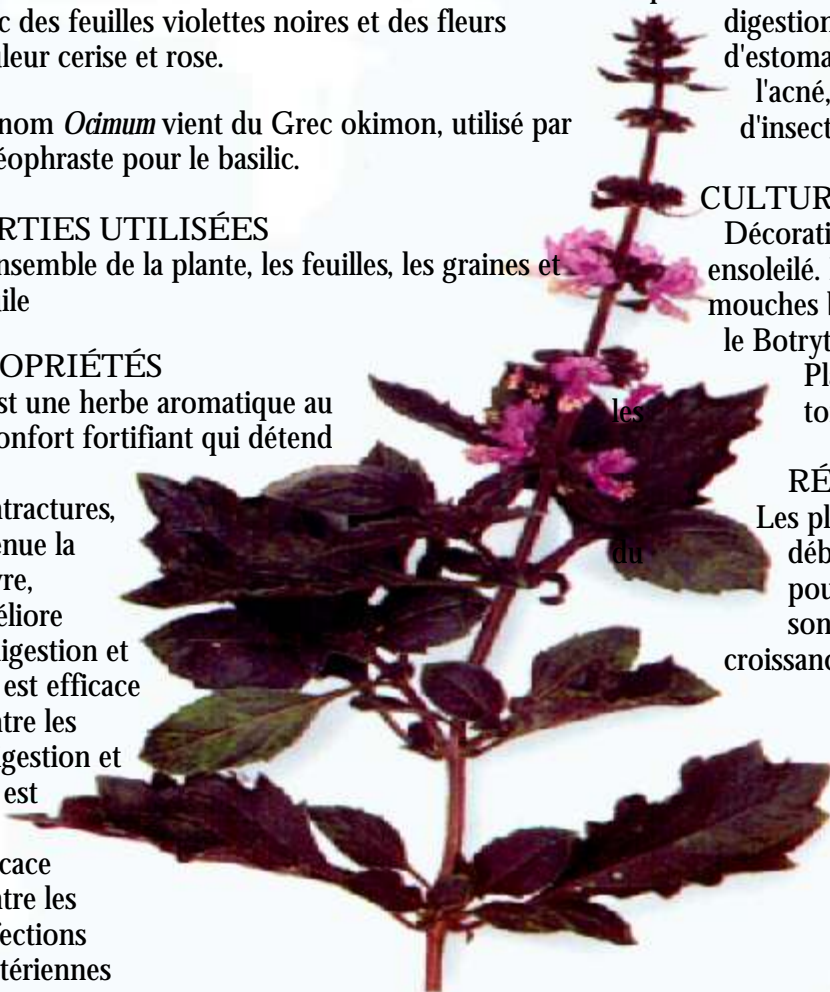 c des feuilles violettes noires et des fleurs
leur cerise et rose.
nom Ocimum vient du Grec okimon, utilisé par
éophraste pour le basilic.
RTIES UTILISÉES
nsemble de la plante, les feuilles, les graines et
ile
OPRIÉTÉS
st une herbe aromatique au
onfort fortifiant qui détend
les
ntractures,
énue la
vre,
éliore
igestion et
est efficace
ntre les
gestion et
est
du
cace
ntre les
ections
tériennes
digestion
d'estoma
l'acné,
d'insect
CULTUR
Décorati
ensoleilé.
mouches b
le Botryt
Pl
to
RÉ
Les pl
déb
pou
son
croissanc